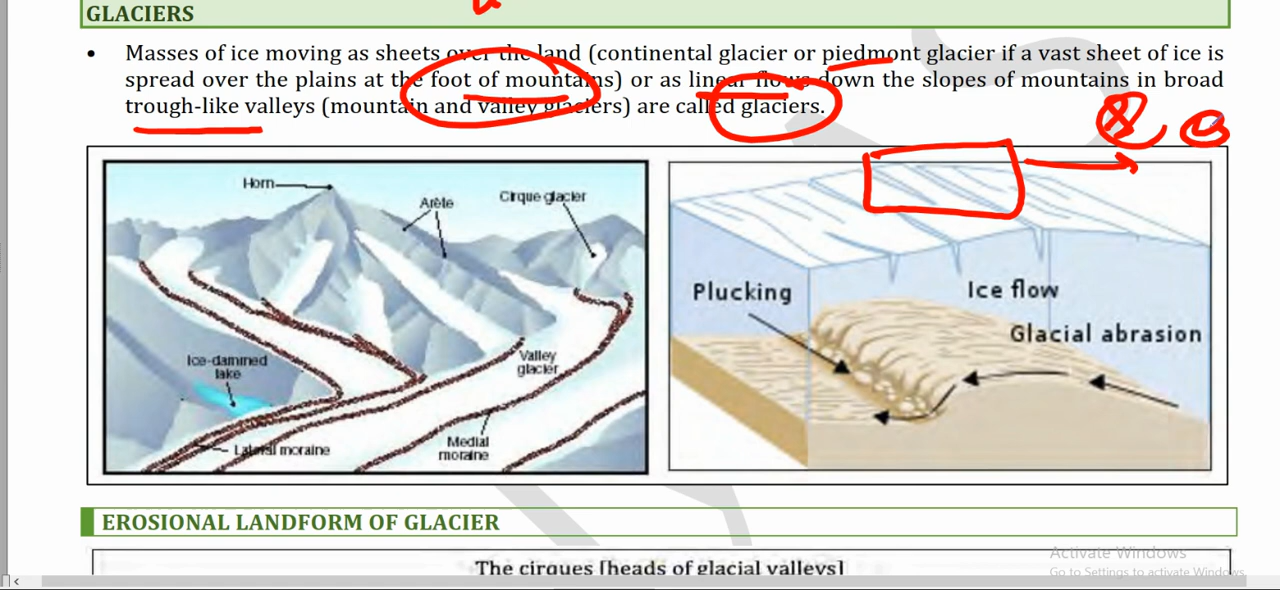 GLACIERS
• Masses of ice moving as sheets over the land (continental glacier or piedmont glacier if a vast sheet of ice is
spread over the plains at the foot of mountains) or as linear flows down the slopes of mountains in broad
trough-like valleys (mountain and valley glaciers) are called glaciers.
Horn
Arête
Cirque glacier
Ice-dammed
lake
Valley
glacier
Lateral moraine
Medial
moraine
Plucking
Ice flow
Glacial abrasion
EROSIONAL LANDFORM OF GLACIER
The cirques [heads of glacial valleys]
Activate Windows
Go to Settings to activate Windows.